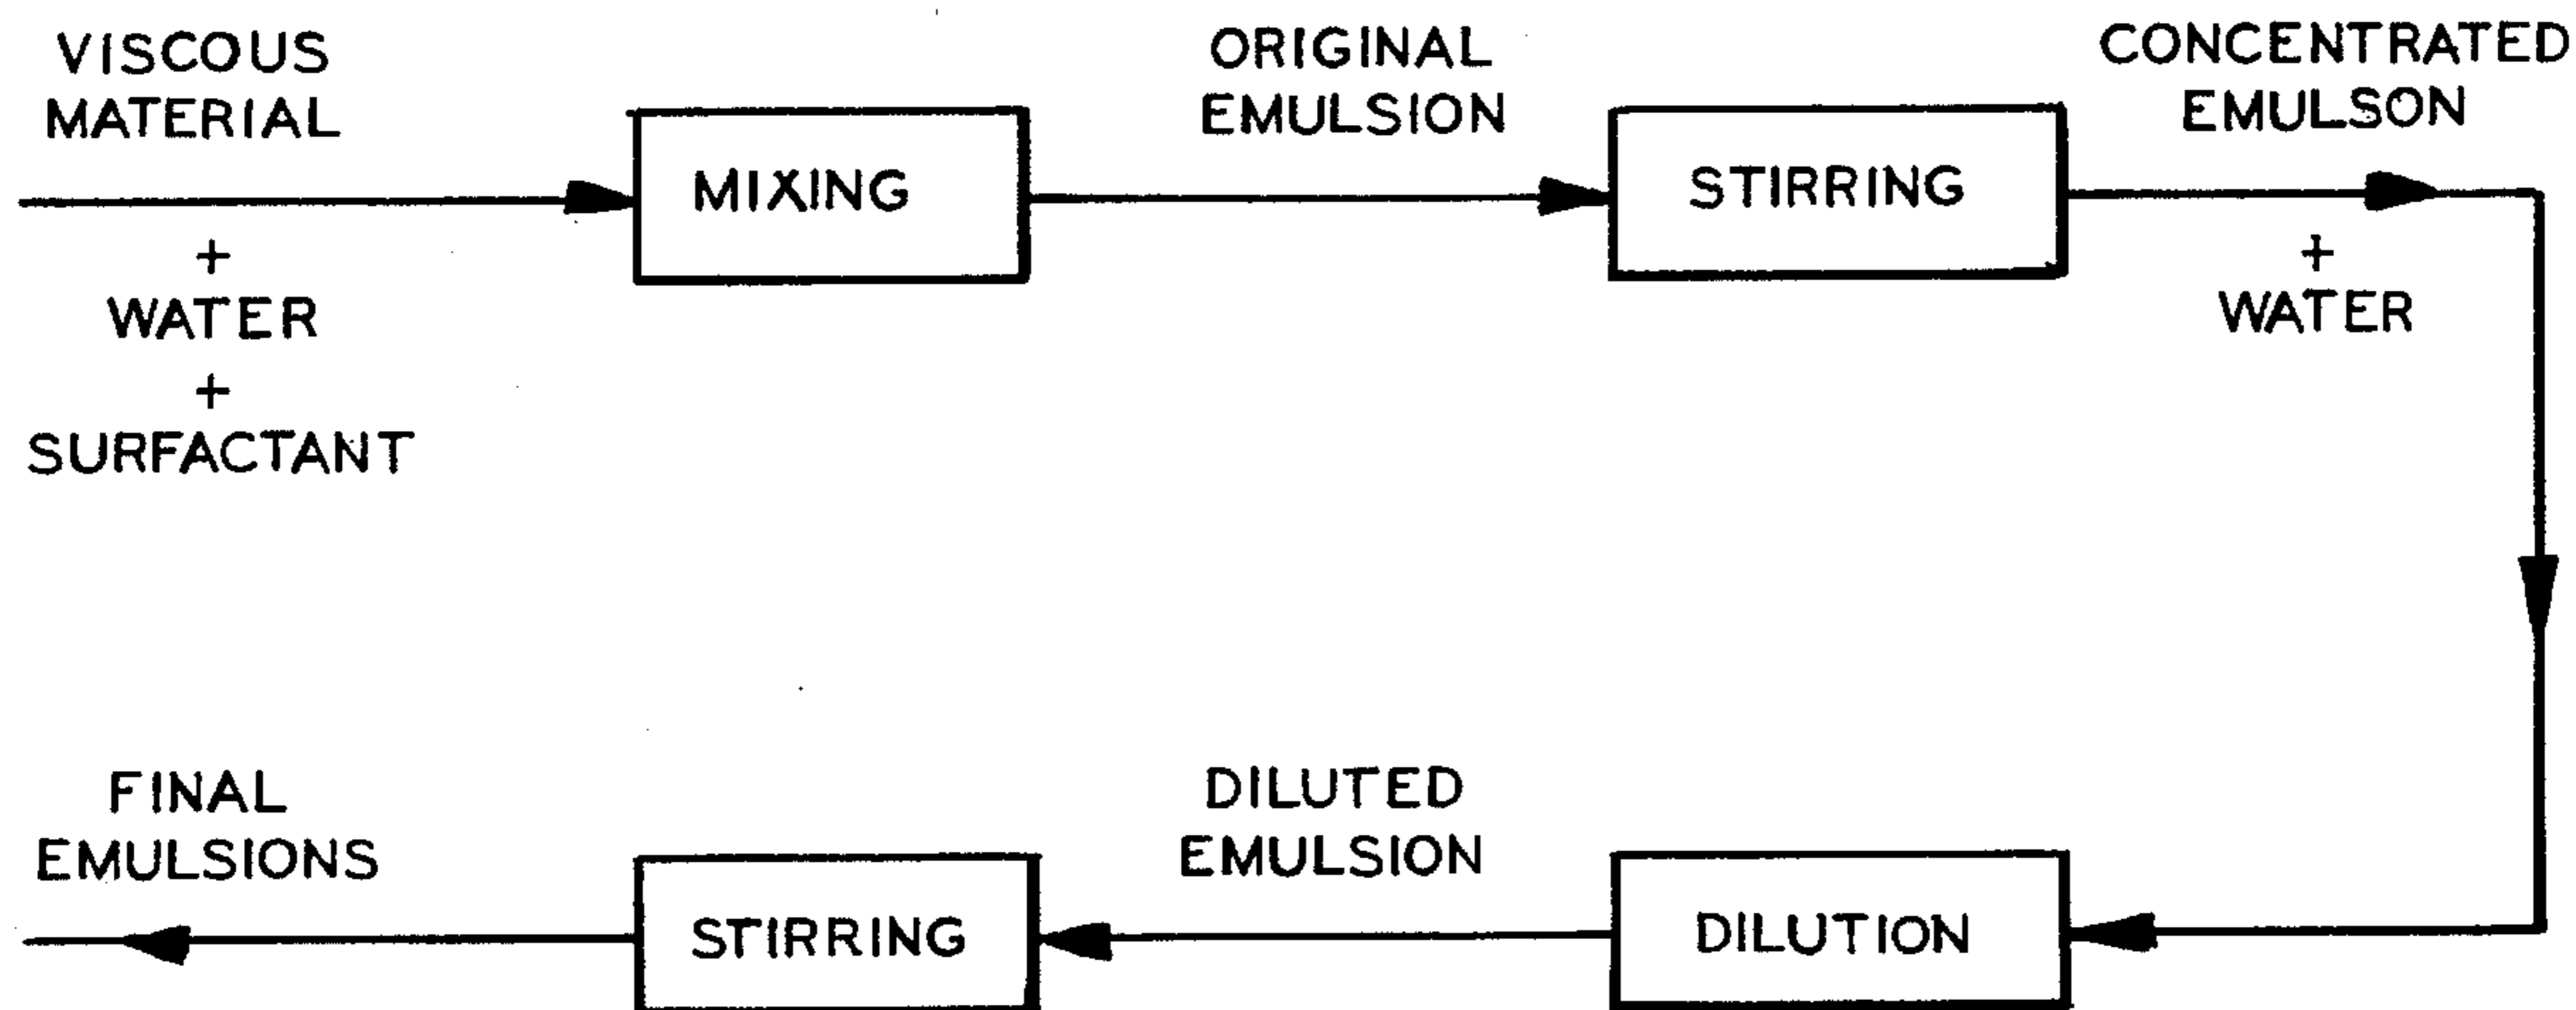 VISCOUS
MATERIAL
+
WATER
+
SURFACTANT
MIXING
ORIGINAL
EMULSION
STIRRING
CONCENTRATED
EMULSON
+
WATER
DILUTION
DILUTED
EMULSION
STIRRING
FINAL
EMULSIONS